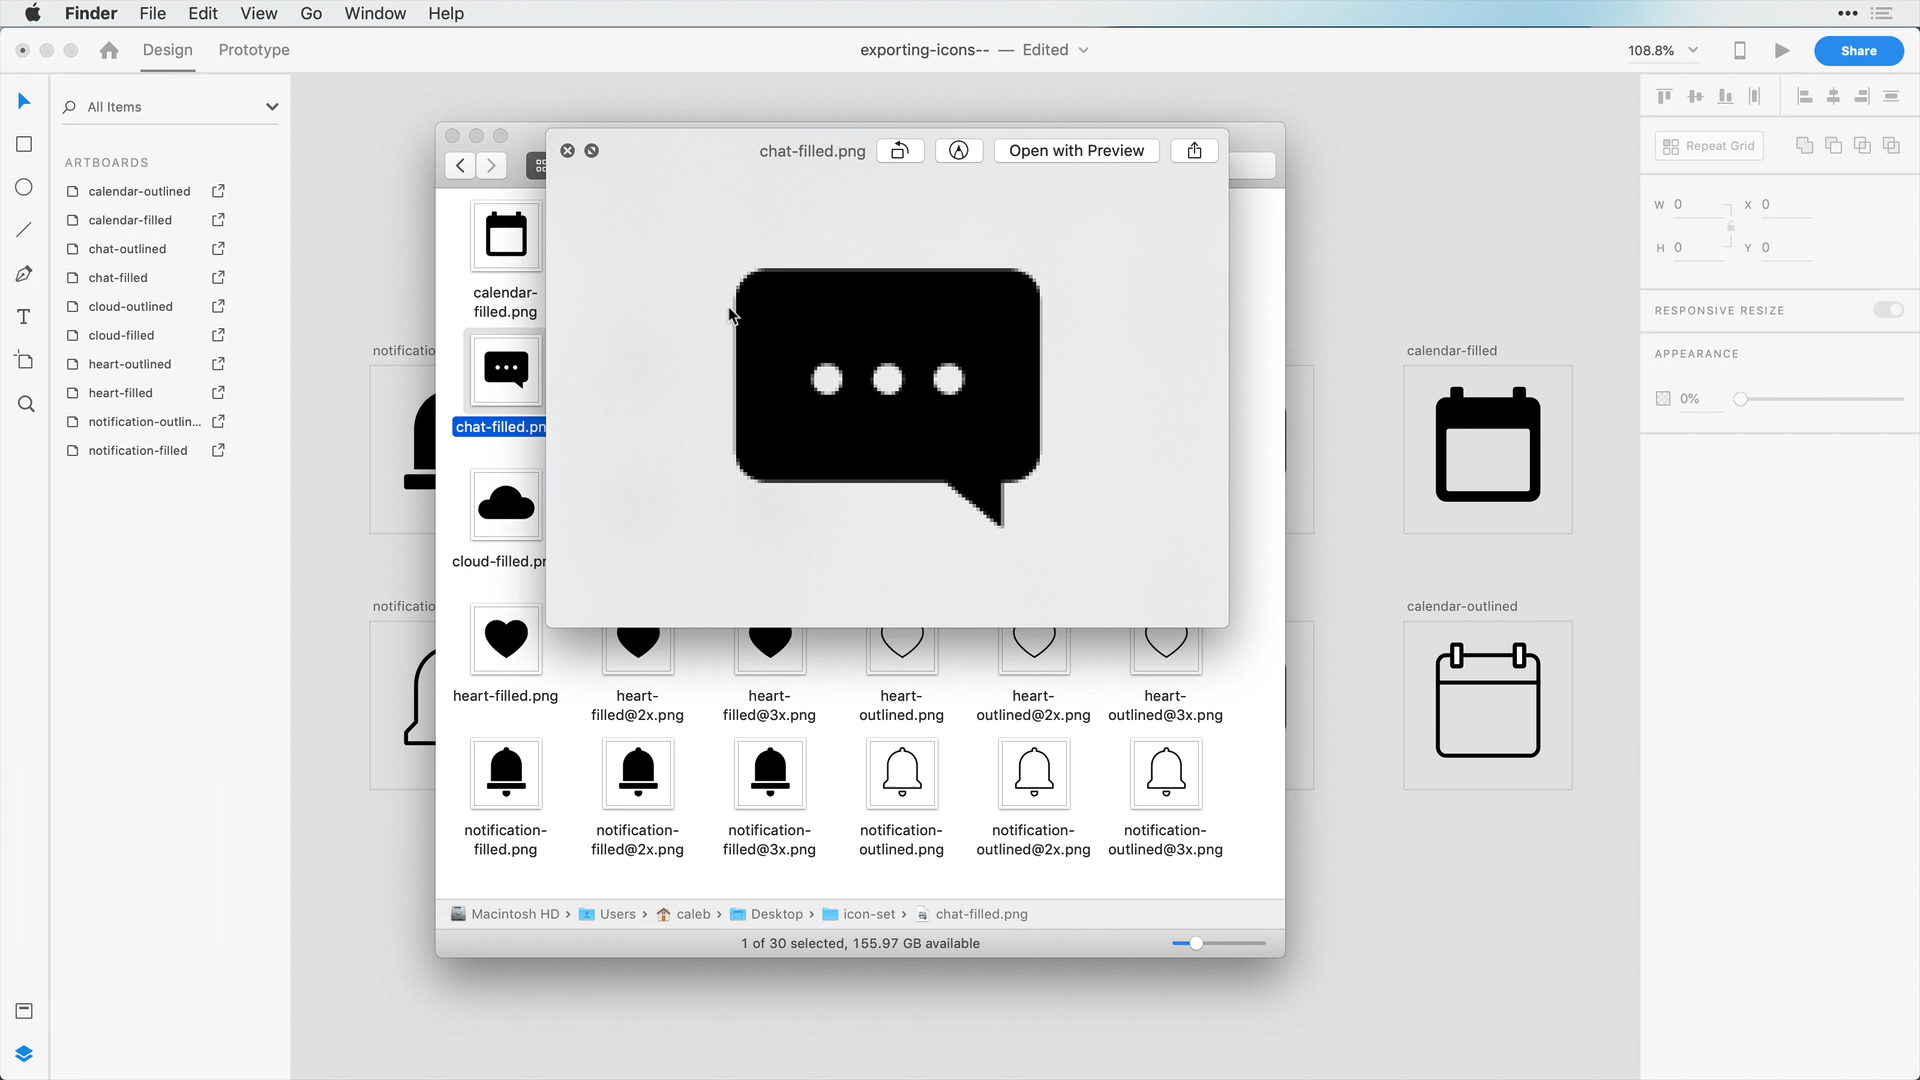 Finder File Edit View Go Window Help
Design Prototype
exporting-icons-- — Edited
108.8%
Share
All Items
ARTBOARDS
calendar-outlined
calendar-filled
chat-outlined
chat-filled
cloud-outlined
cloud-filled
heart-outlined
heart-filled
notification-outlin...
notification-filled
notificatio
notificatio
chat-filled.png
Open with Preview
calendar-
filled.png
chat-filled.pn
cloud-filled.pn
heart-filled.png
heart-
filled@2x.png
heart-
filled@3x.png
heart-
outlined.png
heart-
outlined@2x.png
heart-
outlined@3x.png
notification-
filled.png
notification-
filled@2x.png
notification-
filled@3x.png
notification-
outlined.png
notification-
outlined@2x.png
notification-
outlined@3x.png
Macintosh HD › Users › caleb › Desktop › icon-set › chat-filled.png
1 of 30 selected, 155.97 GB available
calendar-filled
calendar-outlined
Repeat Grid
W 0 X 0
H 0 Y 0
RESPONSIVE RESIZE
APPEARANCE
0%